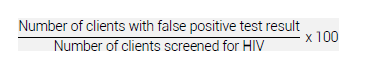 Number of clients with false positive test result
Number of clients screened for HIV
x 100